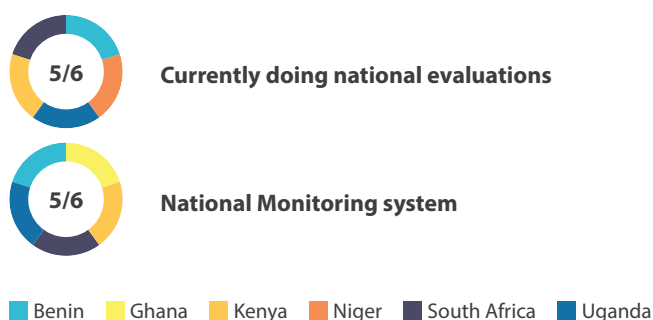 5/6
Currently doing national evaluations
5/6
National Monitoring system
Benin Ghana Kenya Niger South Africa Uganda